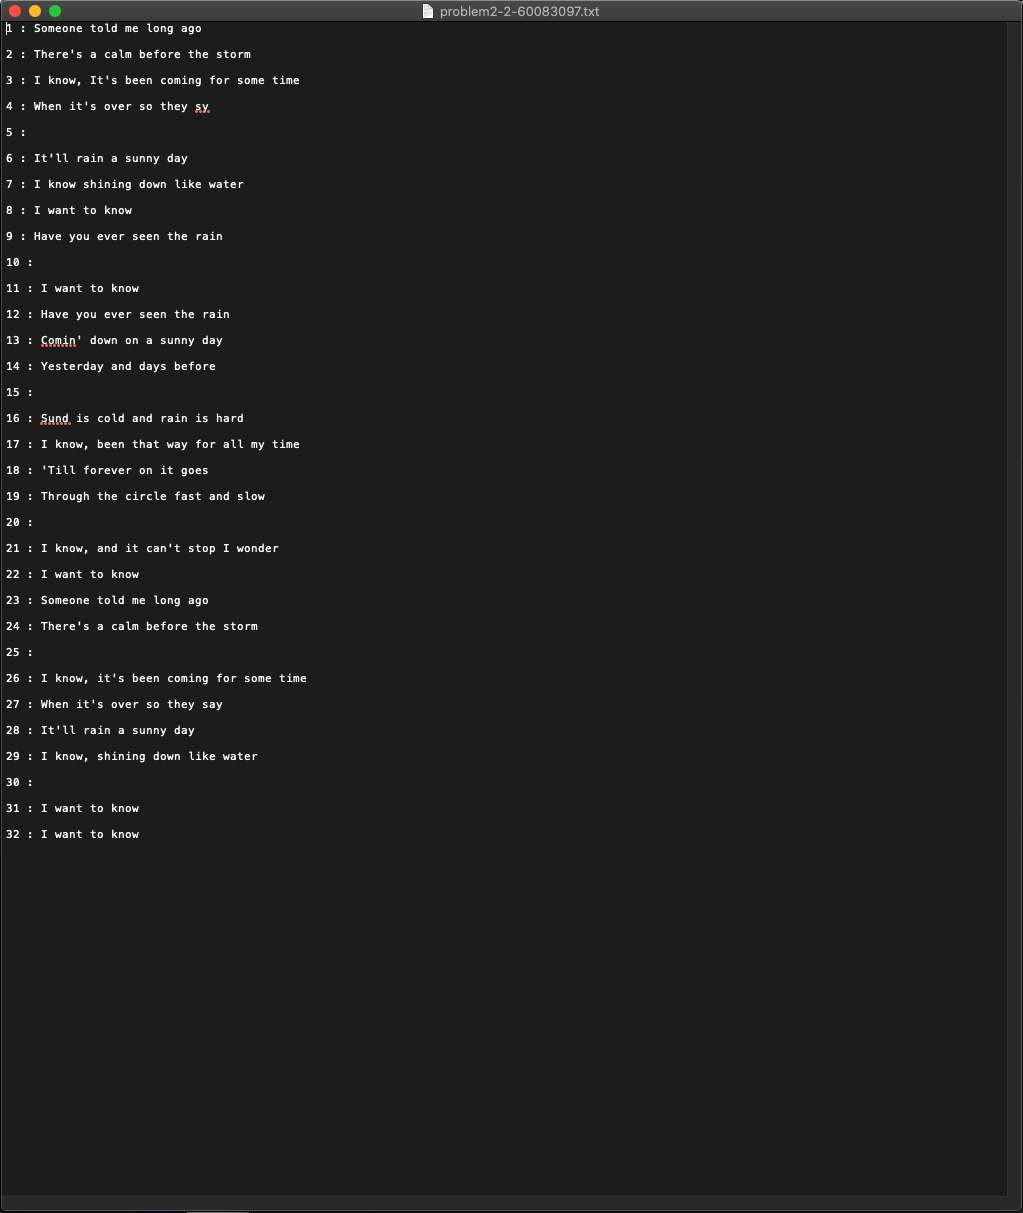 problem2-2-60083097.txt
1 : Someone told me long ago
2 : There's a calm before the storm
3 : I know, It's been coming for some time
4 : When it's over so they sy
5 :
6 : It'll rain a sunny day
7 : I know shining down like water
8 : I want to know
9 : Have you ever seen the rain
10 :
11 : I want to know
12 : Have you ever seen the rain
13 : Comin' down on a sunny day
14 : Yesterday and days before
15 :
16 : Sund is cold and rain is hard
17 : I know, been that way for all my time
18 : 'Till forever on it goes
19 : Through the circle fast and slow
20 :
21 : I know, and it can't stop I wonder
22 : I want to know
23 : Someone told me long ago
24 : There's a calm before the storm
25 :
26 : I know, it's been coming for some time
27 : When it's over so they say
28 : It'll rain a sunny day
29 : I know, shining down like water
30 :
31 : I want to know
32 : I want to know